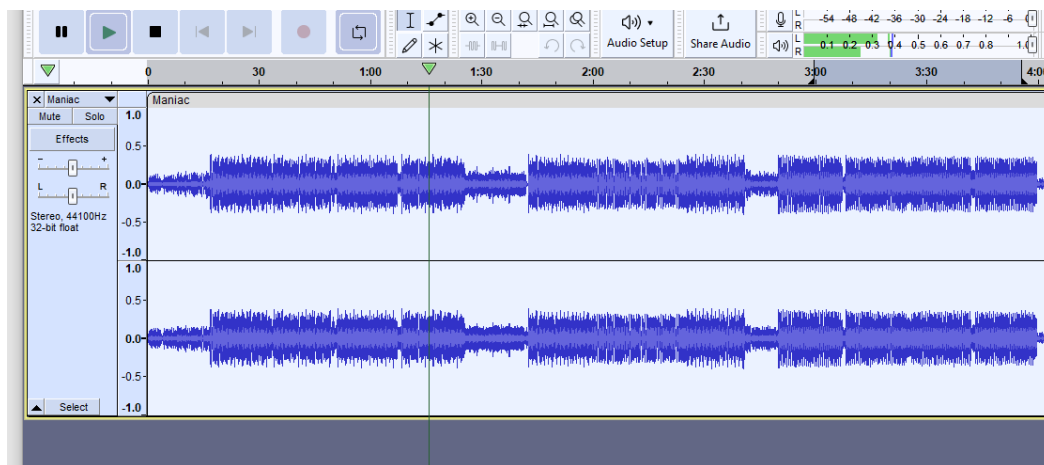 L R -54 -48 -42 -36 -30 -24 -18 -12 -6
Audio Setup Share Audio L R 0.1 0.2 0.3 0.4 0.5 0.6 0.7 0.8 1.0
0 30 1:00 1:30 2:00 2:30 3:00 3:30 4:0
Maniac Maniac
Mute Solo 1.0
Effects 0.5
- +
L R 0.0
Stereo, 44100Hz
32-bit float -0.5
-1.0
1.0
0.5
0.0
-0.5
Select -1.0